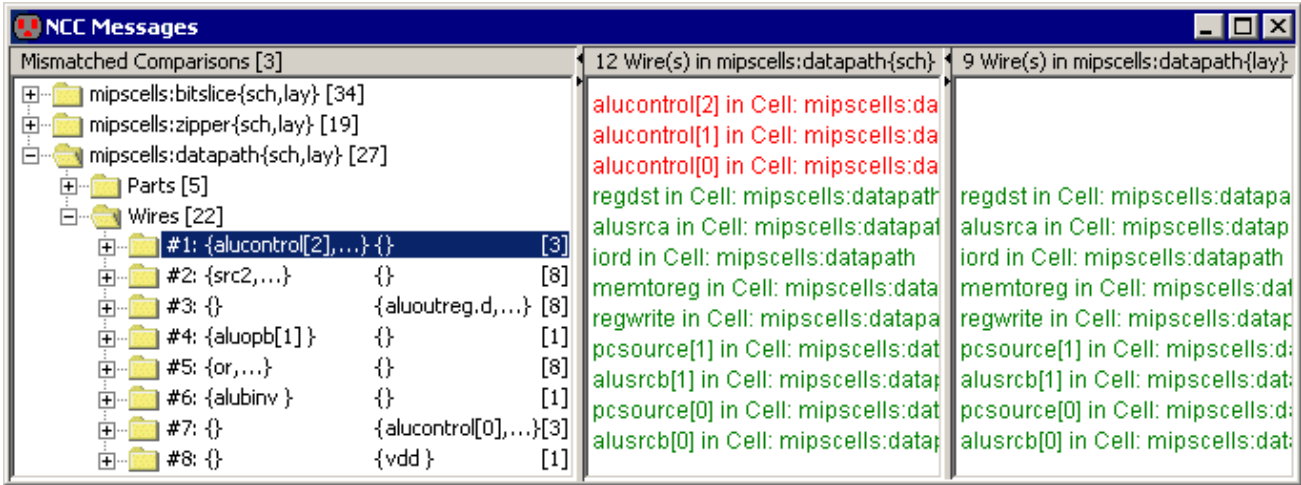 NCC Messages
Mismatched Comparisons [3]
mipscells:bitslice{sch,lay} [34]
mipscells:zipper{sch,lay} [19]
mipscells:datapath{sch,lay} [27]
Parts [5]
Wires [22]
#1: {alucontrol[2],...} {} [3]
#2: {src2,...} {} [8]
#3: {} {aluoutreg.d,...} [8]
#4: {aluopb[1] } {} [1]
#5: {or,...} {} [8]
#6: {alubinv } {} [1]
#7: {} {alucontrol[0],...}[3]
#8: {} {vdd } [1]
12 Wire(s) in mipscells:datapath{sch}
alucontrol[2] in Cell: mipscells:da
alucontrol[1] in Cell: mipscells:da
alucontrol[0] in Cell: mipscells:da
regdst in Cell: mipscells:datapath
alusrca in Cell: mipscells:datapat
iord in Cell: mipscells:datapath
memtoreg in Cell: mipscells:data
regwrite in Cell: mipscells:datapa
pcsource[1] in Cell: mipscells:dat
alusrcb[1] in Cell: mipscells:datap
pcsource[0] in Cell: mipscells:dat
alusrcb[0] in Cell: mipscells:datap
9 Wire(s) in mipscells:datapath{lay}
regdst in Cell: mipscells:datapa
alusrca in Cell: mipscells:datap
iord in Cell: mipscells:datapath
memtoreg in Cell: mipscells:dat
regwrite in Cell: mipscells:datap
pcsource[1] in Cell: mipscells:da
alusrcb[1] in Cell: mipscells:data
pcsource[0] in Cell: mipscells:da
alusrcb[0] in Cell: mipscells:data